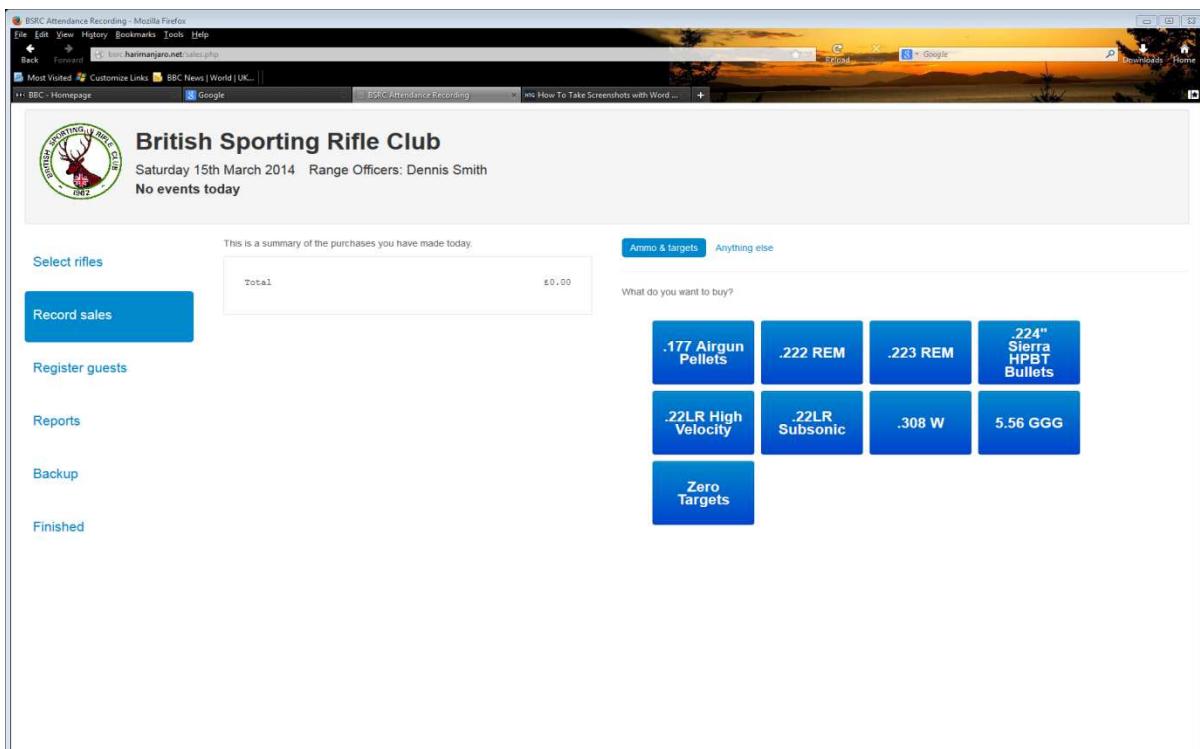 BSRC Attendance Recording - Mozilla Firefox
File Edit View History Bookmarks Tools Help
Back Forward bsrc.harimanjaro.net/sales.php Reload Google Downloads Home
Most Visited Customize Links BBC News | World | UK...
BBC - Homepage Google BSRC Attendance Recording How To Take Screenshots with Word ... +
BRITISH SPORTING RIFLE CLUB
1962
British Sporting Rifle Club
Saturday 15th March 2014 Range Officers: Dennis Smith
No events today
Select rifles
Record sales
Register guests
Reports
Backup
Finished
This is a summary of the purchases you have made today.
Total £0.00
Ammo & targets Anything else
What do you want to buy?
.177 Airgun
Pellets
.222 REM
.223 REM
.224"
Sierra
HPBT
Bullets
.22LR High
Velocity
.22LR
Subsonic
.308 W
5.56 GGG
Zero
Targets